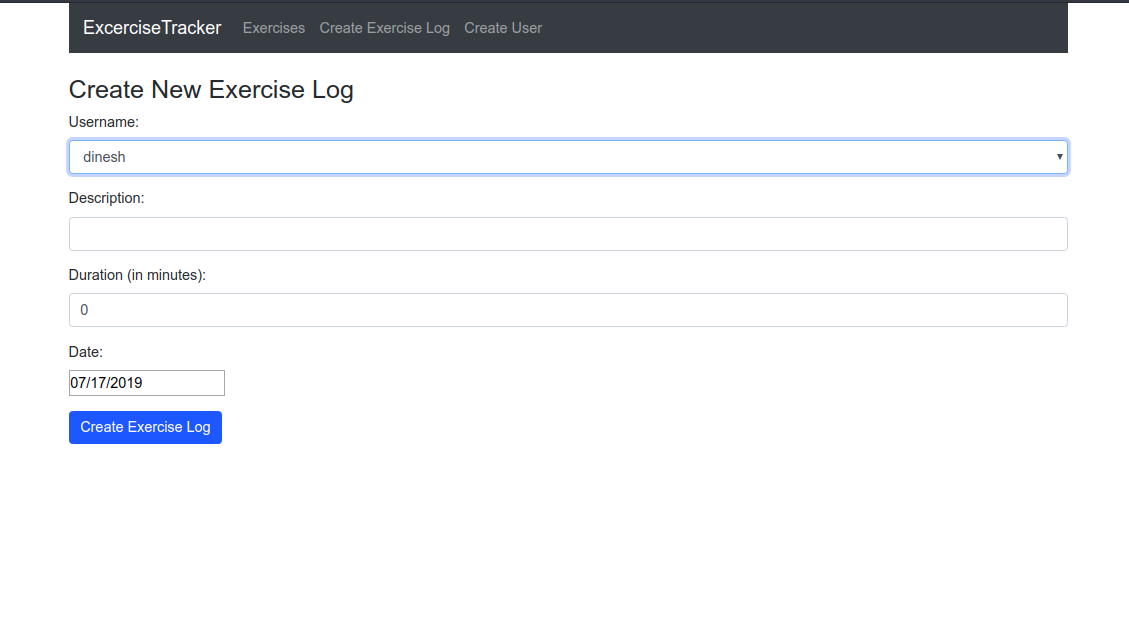 ExcerciseTracker Exercises Create Exercise Log Create User
Create New Exercise Log
Username:
dinesh
Description:
Duration (in minutes):
0
Date:
07/17/2019
Create Exercise Log